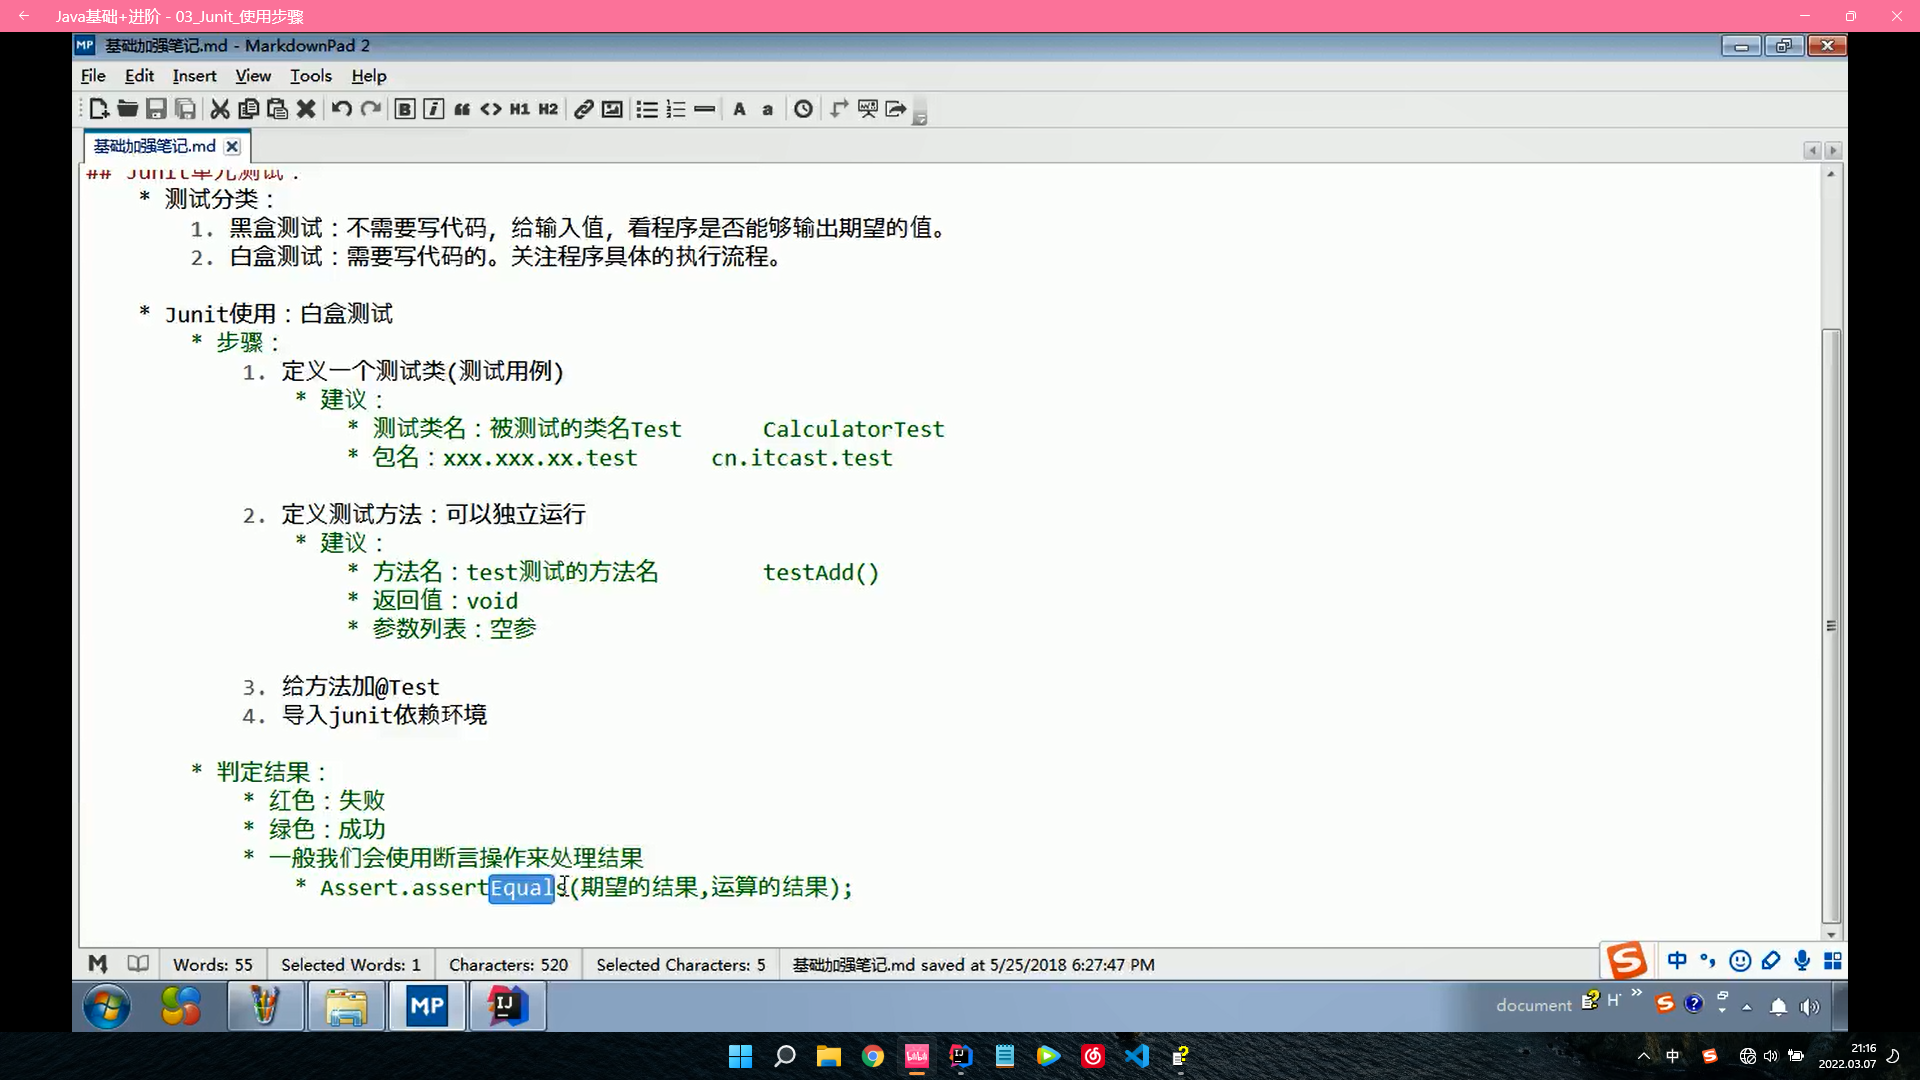 Java基础+进阶 - 03_Junit_使用步骤
基础加强笔记.md - MarkdownPad 2
File Edit Insert View Tools Help
H1 H2 A a
基础加强笔记.md
## Junit单元测试：
* 测试分类：
1. 黑盒测试：不需要写代码，给输入值，看程序是否能够输出期望的值。
2. 白盒测试：需要写代码的。关注程序具体的执行流程。
* Junit使用：白盒测试
* 步骤：
1. 定义一个测试类(测试用例)
* 建议：
* 测试类名：被测试的类名Test CalculatorTest
* 包名：xxx.xxx.xx.test cn.itcast.test
2. 定义测试方法：可以独立运行
* 建议：
* 方法名：test测试的方法名 testAdd()
* 返回值：void
* 参数列表：空参
3. 给方法加@Test
4. 导入junit依赖环境
* 判定结果：
* 红色：失败
* 绿色：成功
* 一般我们会使用断言操作来处理结果
* Assert.assertEquals(期望的结果,运算的结果);
Words: 55 Selected Words: 1 Characters: 520 Selected Characters: 5 基础加强笔记.md saved at 5/25/2018 6:27:47 PM
中
document
中
21:16
2022.03.07